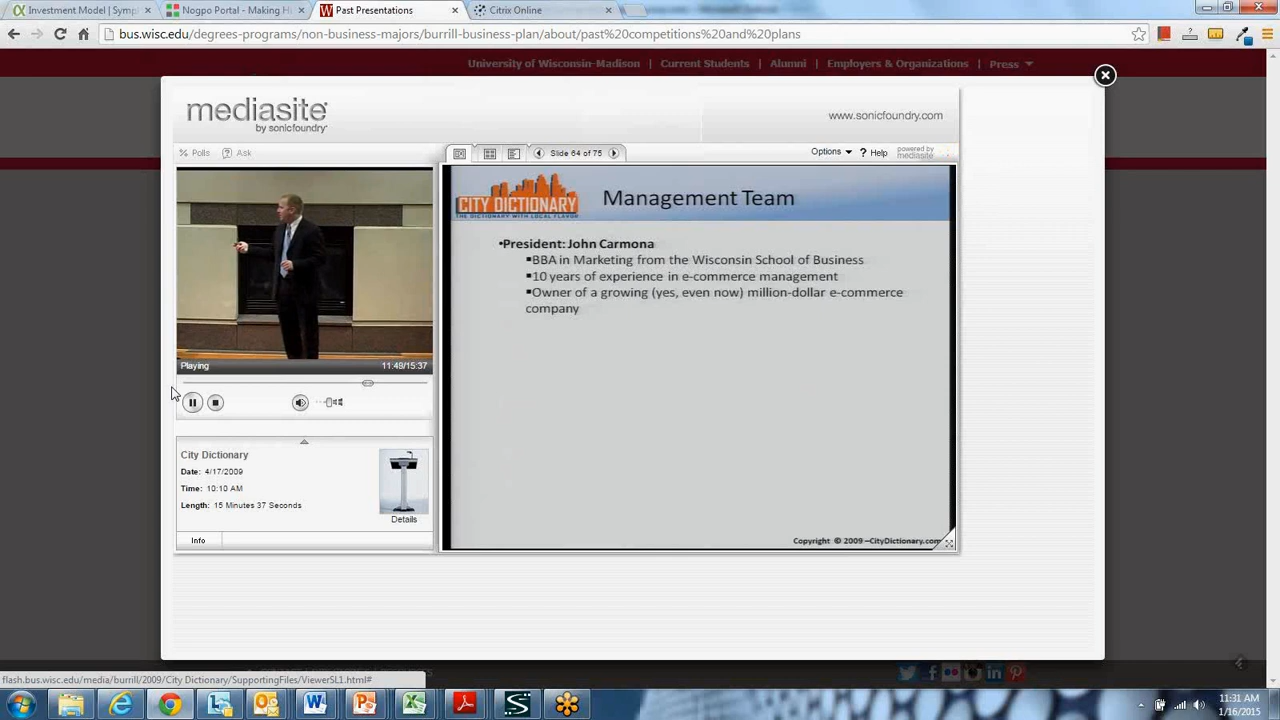 Investment Model | Symp
Nogpo Portal - Making Hi
Past Presentations
Citrix Online
bus.wisc.edu/degrees-programs/non-business-majors/burrill-business-plan/about/past%20competitions%20and%20plans
University of Wisconsin-Madison | Current Students | Alumni | Employers & Organizations | Press
mediasite
by sonicfoundry
www.sonicfoundry.com
Polls
? Ask
Slide 64 of 75
Options
? Help
powered by
mediasite
CITY DICTIONARY
THE DICTIONARY WITH LOCAL FLAVOR
Management Team
•President: John Carmona
▪BBA in Marketing from the Wisconsin School of Business
▪10 years of experience in e-commerce management
▪Owner of a growing (yes, even now) million-dollar e-commerce
company
Playing
11:49/15:37
City Dictionary
Date: 4/17/2009
Time: 10:10 AM
Length: 15 Minutes 37 Seconds
Details
Info
Copyright © 2009 –CityDictionary.com
flash.bus.wisc.edu/media/burrill/2009/City Dictionary/SupportingFiles/ViewerSL1.html#
11:31 AM
1/16/2015